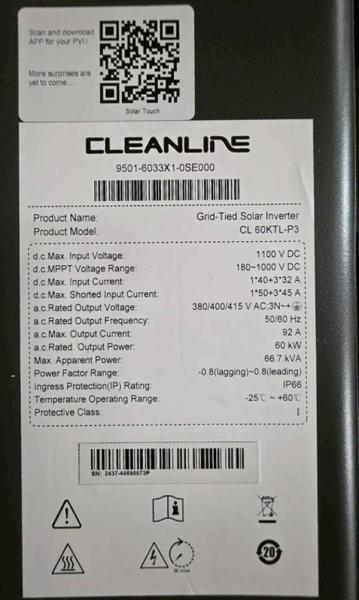 Scan and download
APP for your PV!!
More surprises are
yet to come...
Solar Touch
CLEANLINE
9501-6033X1-0SE000
Product Name: Grid-Tied Solar Inverter
Product Model: CL 60KTL-P3
d.c.Max. Input Voltage: 1100 V DC
d.c.MPPT Voltage Range: 180~1000 V DC
d.c.Max. Input Current: 1*40+3*32 A
d.c.Max. Shorted Input Current: 1*50+3*45 A
a.c.Rated Output Voltage: 380/400/415 V AC;3N~+
a.c.Rated Output Frequency: 50/60 Hz
a.c.Max. Output Current: 92 A
a.c.Rated. Output Power: 60 kW
Max. Apparent Power: 66.7 kVA
Power Factor Range: -0.8(lagging)~0.8(leading)
Ingress Protection(IP) Rating: IP66
Temperature Operating Range: -25℃ ~ +60℃
Protective Class: I
SN:
20